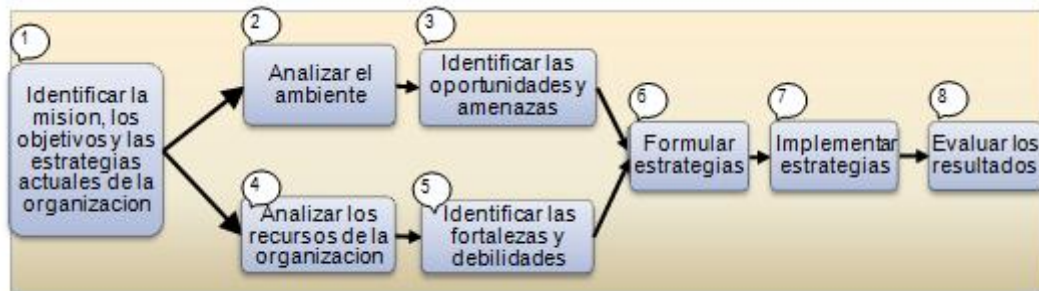 1
Identificar la
mision, los
objetivos y las
estrategias
actuales de la
organizacion
2
Analizar el
ambiente
3
Identificar las
oportunidades y
amenazas
4
Analizar los
recursos de la
organizacion
5
Identificar las
fortalezas y
debilidades
6
Formular
estrategias
7
Implementar
estrategias
8
Evaluar los
resultados